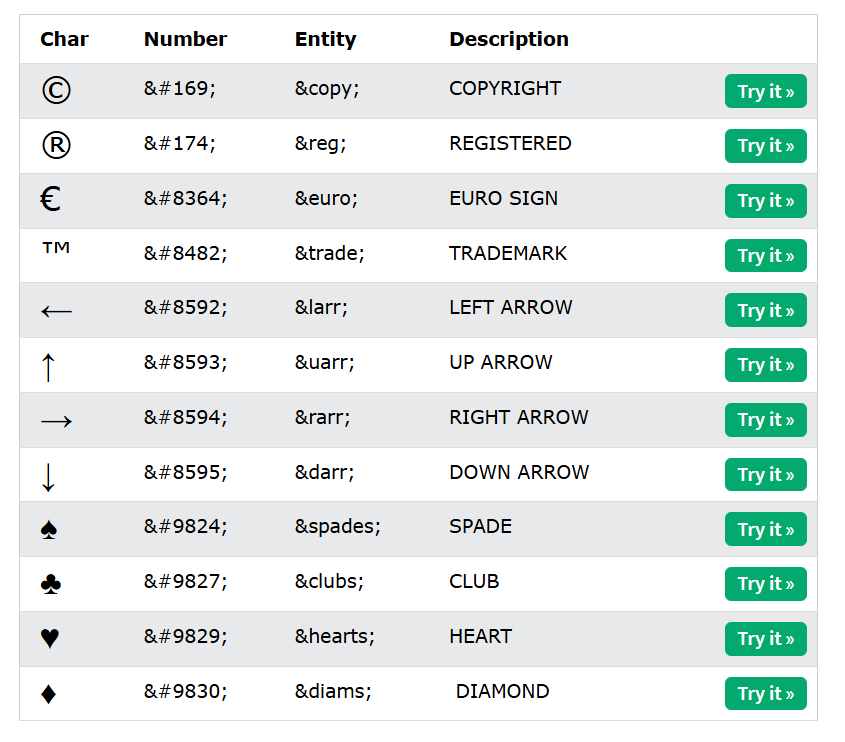 Char Number Entity Description
© &#169; &copy; COPYRIGHT Try it »
® &#174; &reg; REGISTERED Try it »
€ &#8364; &euro; EURO SIGN Try it »
™ &#8482; &trade; TRADEMARK Try it »
← &#8592; &larr; LEFT ARROW Try it »
↑ &#8593; &uarr; UP ARROW Try it »
→ &#8594; &rarr; RIGHT ARROW Try it »
↓ &#8595; &darr; DOWN ARROW Try it »
♠ &#9824; &spades; SPADE Try it »
♣ &#9827; &clubs; CLUB Try it »
♥ &#9829; &hearts; HEART Try it »
♦ &#9830; &diams; DIAMOND Try it »